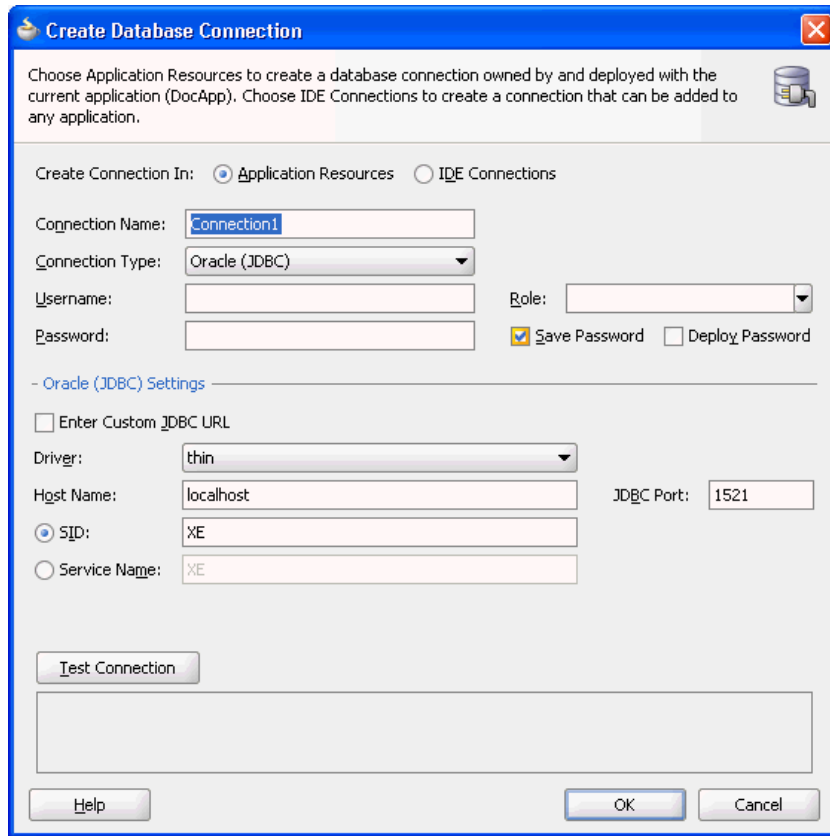 Create Database Connection
Choose Application Resources to create a database connection owned by and deployed with the
current application (DocApp). Choose IDE Connections to create a connection that can be added to
any application.
Create Connection In: Application Resources IDE Connections
Connection Name: Connection1
Connection Type: Oracle (JDBC)
Username: Role:
Password: Save Password Deploy Password
Oracle (JDBC) Settings
Enter Custom JDBC URL
Driver: thin
Host Name: localhost JDBC Port: 1521
SID: XE
Service Name: XE
Test Connection
Help OK Cancel